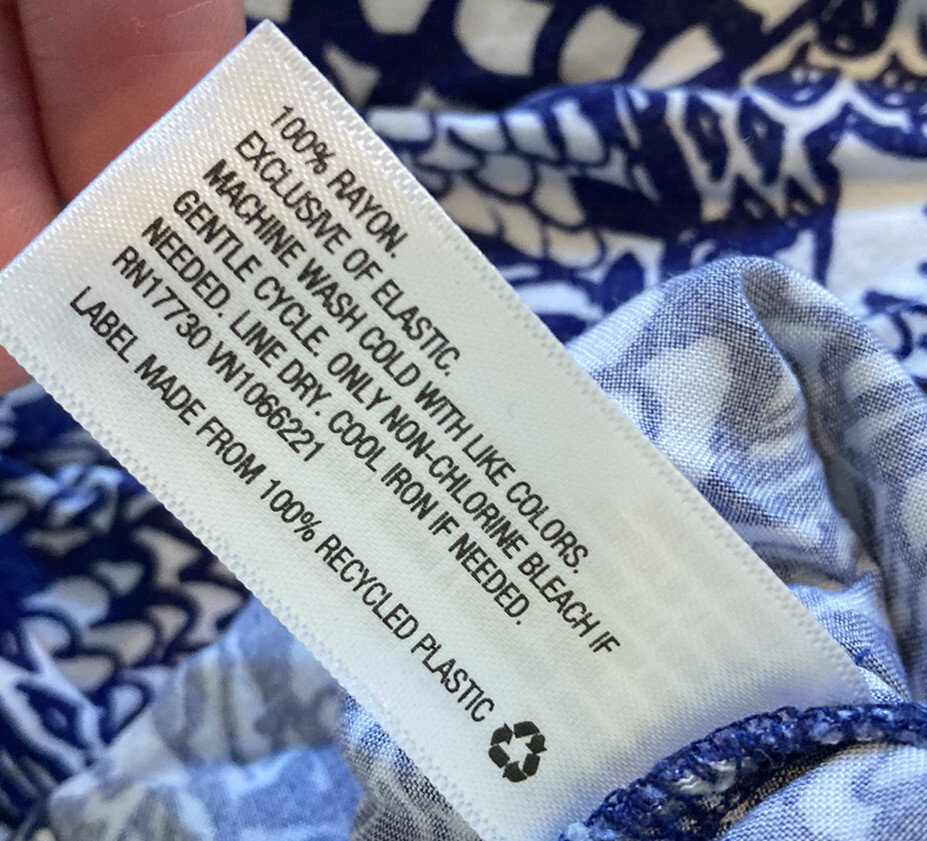 100% RAYON.
EXCLUSIVE OF ELASTIC.
MACHINE WASH COLD WITH LIKE COLORS.
GENTLE CYCLE. ONLY NON-CHLORINE BLEACH IF
NEEDED. LINE DRY. COOL IRON IF NEEDED.
RN17730 VN1066221
LABEL MADE FROM 100% RECYCLED PLASTIC